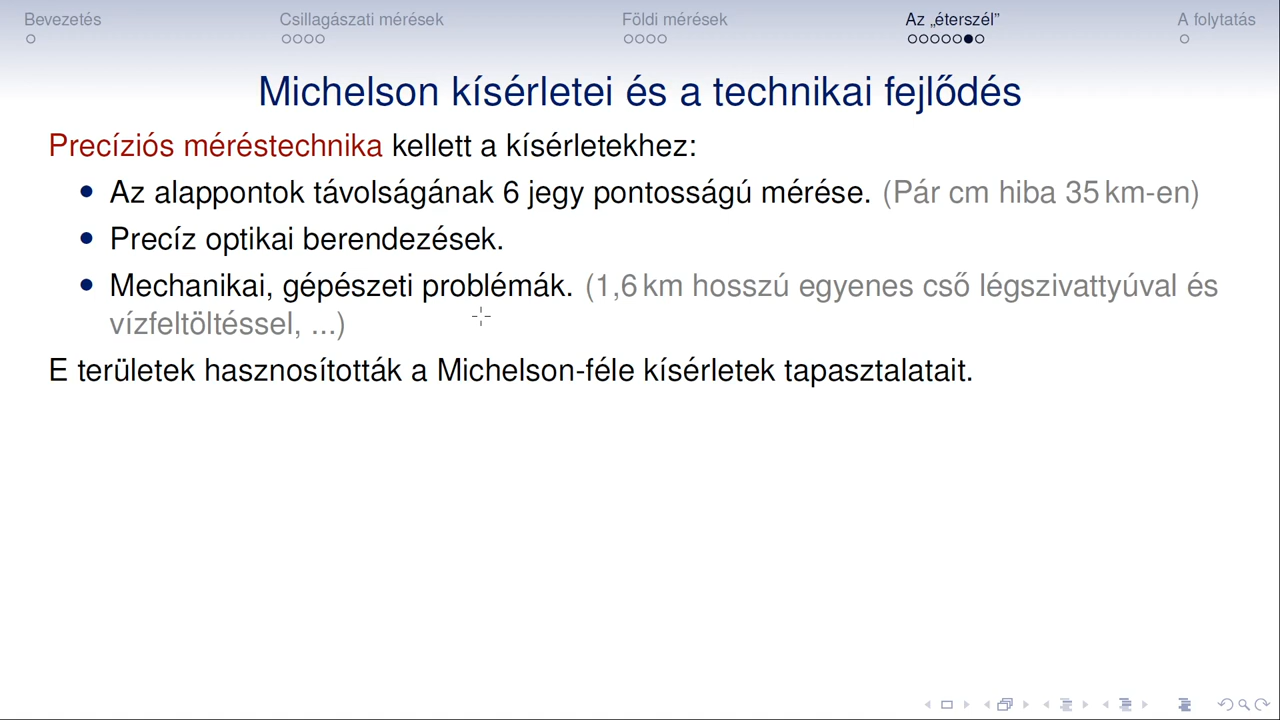 Bevezetés Csillagászati mérések Földi mérések Az „éterszél” A folytatás
Michelson kísérletei és a technikai fejlődés
Precíziós méréstechnika kellett a kísérletekhez:
• Az alappontok távolságának 6 jegy pontosságú mérése. (Pár cm hiba 35 km-en)
• Precíz optikai berendezések.
• Mechanikai, gépészeti problémák. (1,6 km hosszú egyenes cső légszivattyúval és
vízfeltöltéssel, ...)
E területek hasznosították a Michelson-féle kísérletek tapasztalatait.